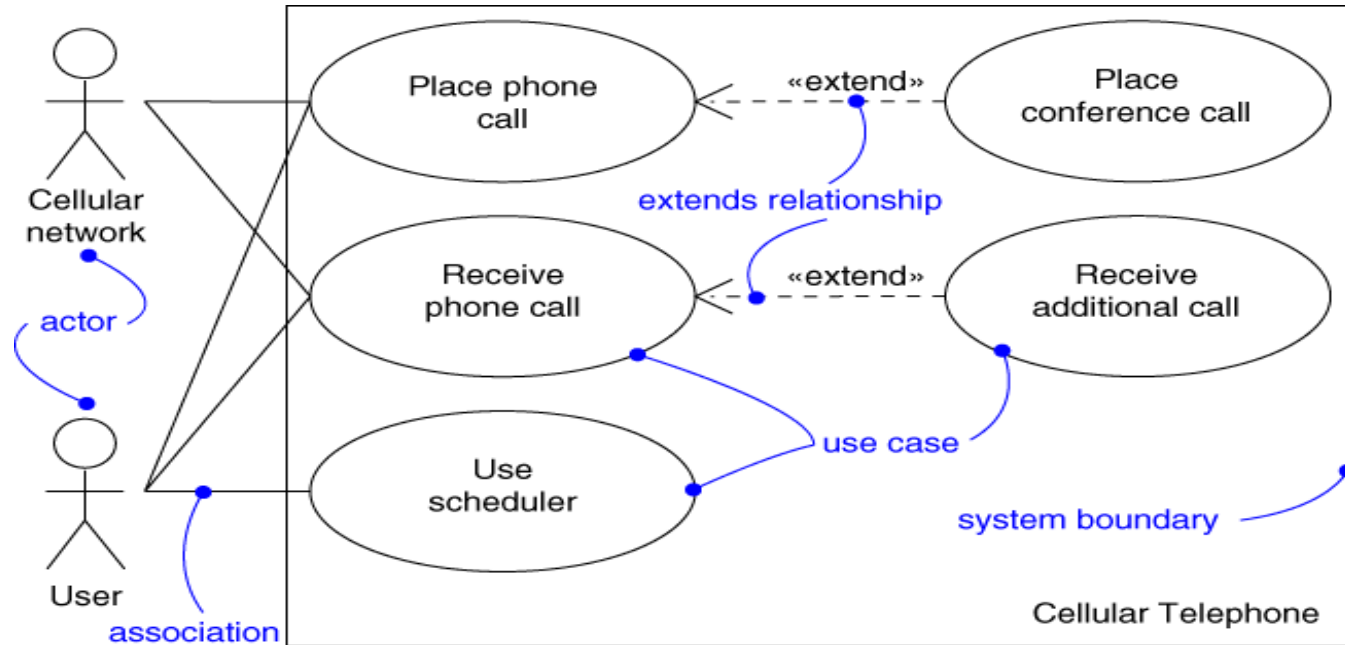 Place phone
call
«extend»
Place
conference call
Cellular
network
extends relationship
Receive
phone call
«extend»
Receive
additional call
actor
use case
Use
scheduler
system boundary
User
association
Cellular Telephone